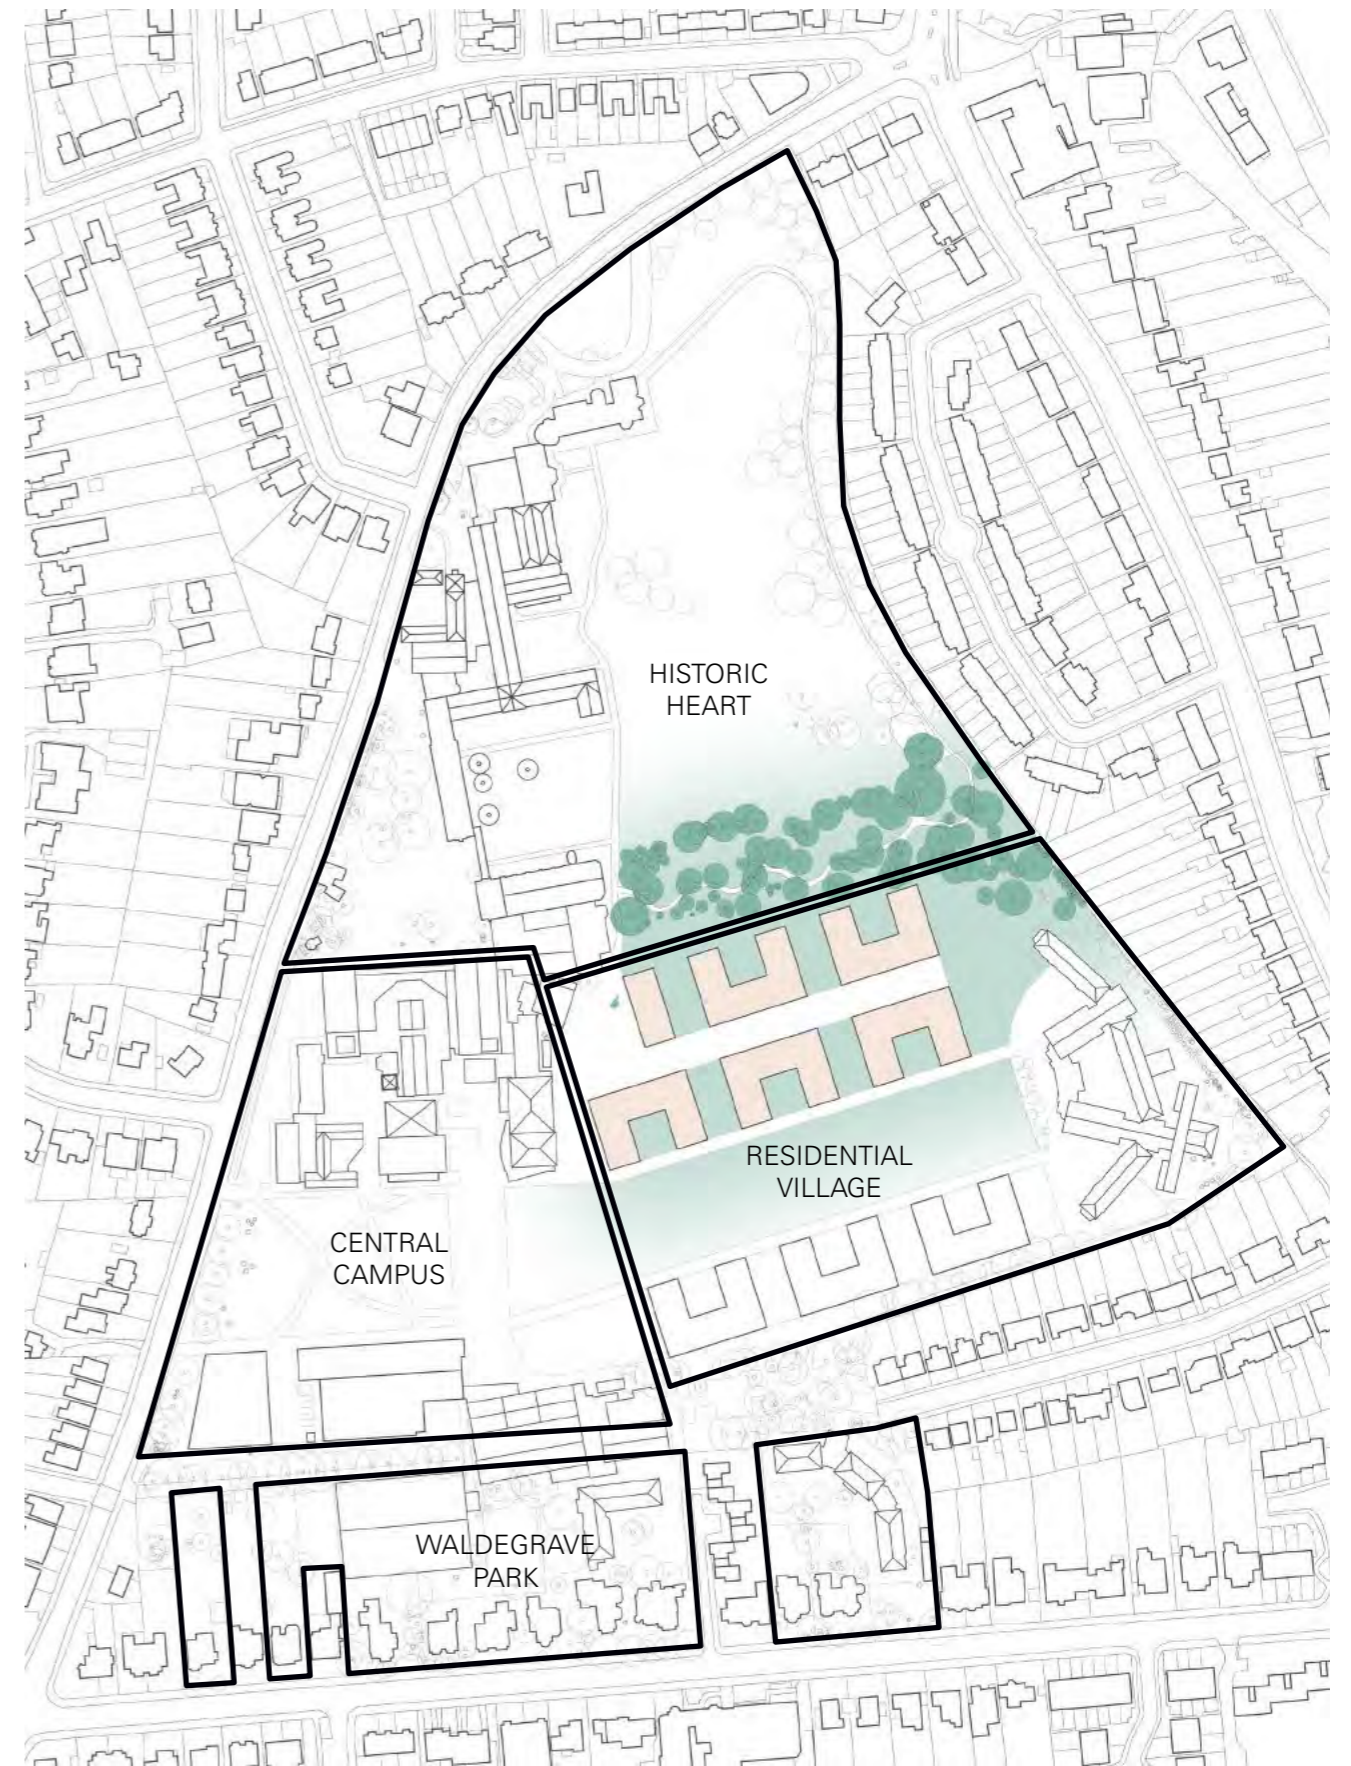 HISTORIC
HEART
RESIDENTIAL
VILLAGE
CENTRAL
CAMPUS
WALDEGRAVE
PARK